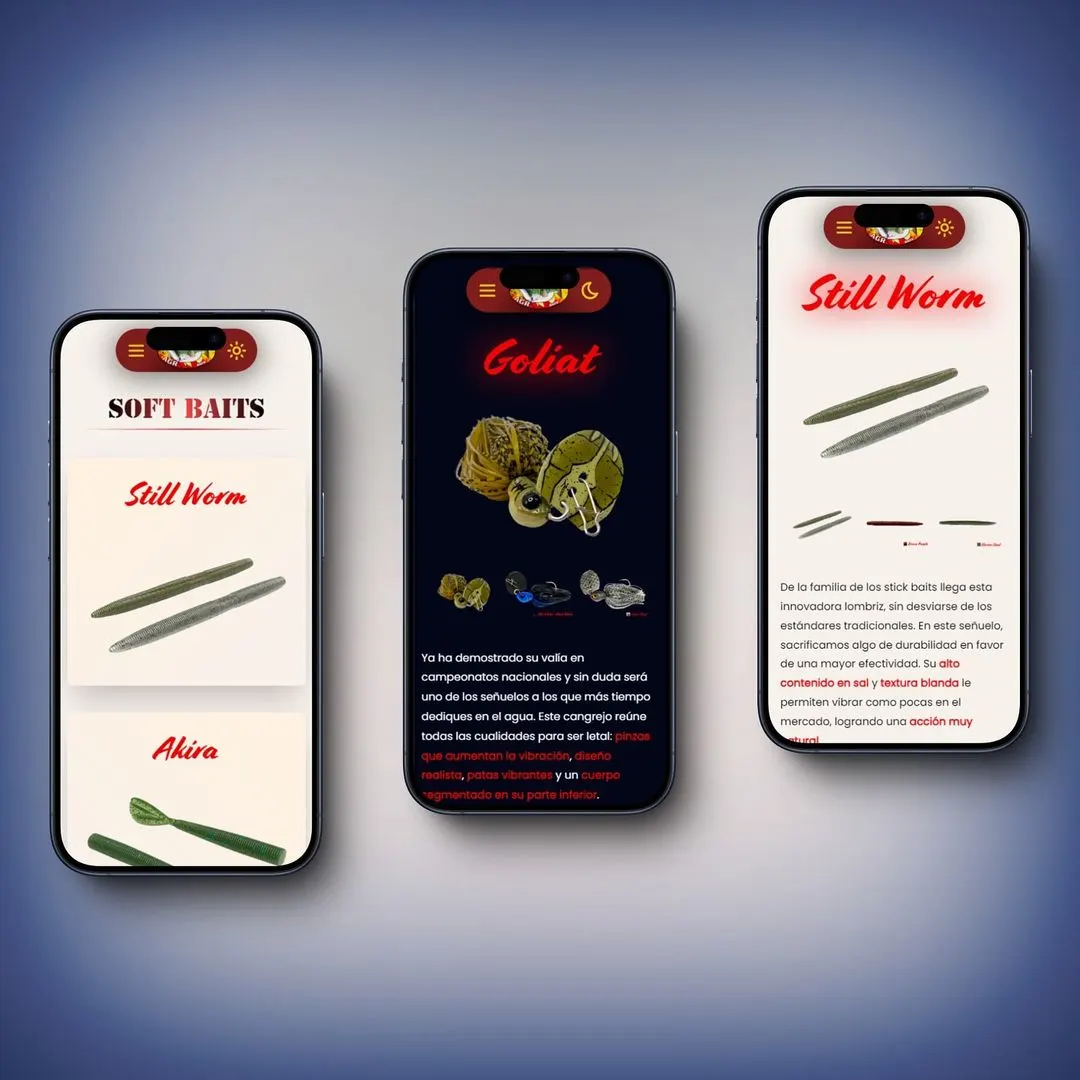 AGR
SOFT BAITS
Still Worm
Akira
AGR
Goliat
Ya ha demostrado su valía en
campeonatos nacionales y sin duda será
uno de los señuelos a los que más tiempo
dediques en el agua. Este cangrejo reúne
todas las cualidades para ser letal: pinzas
que aumentan la vibración, diseño
realista, patas vibrantes y un cuerpo
segmentado en su parte inferior.
AGR
Still Worm
De la familia de los stick baits llega esta
innovadora lombriz, sin desviarse de los
estándares tradicionales. En este señuelo,
sacrificamos algo de durabilidad en favor
de una mayor efectividad. Su alto
contenido en sal y textura blanda le
permiten vibrar como pocas en el
mercado, logrando una acción muy
natural